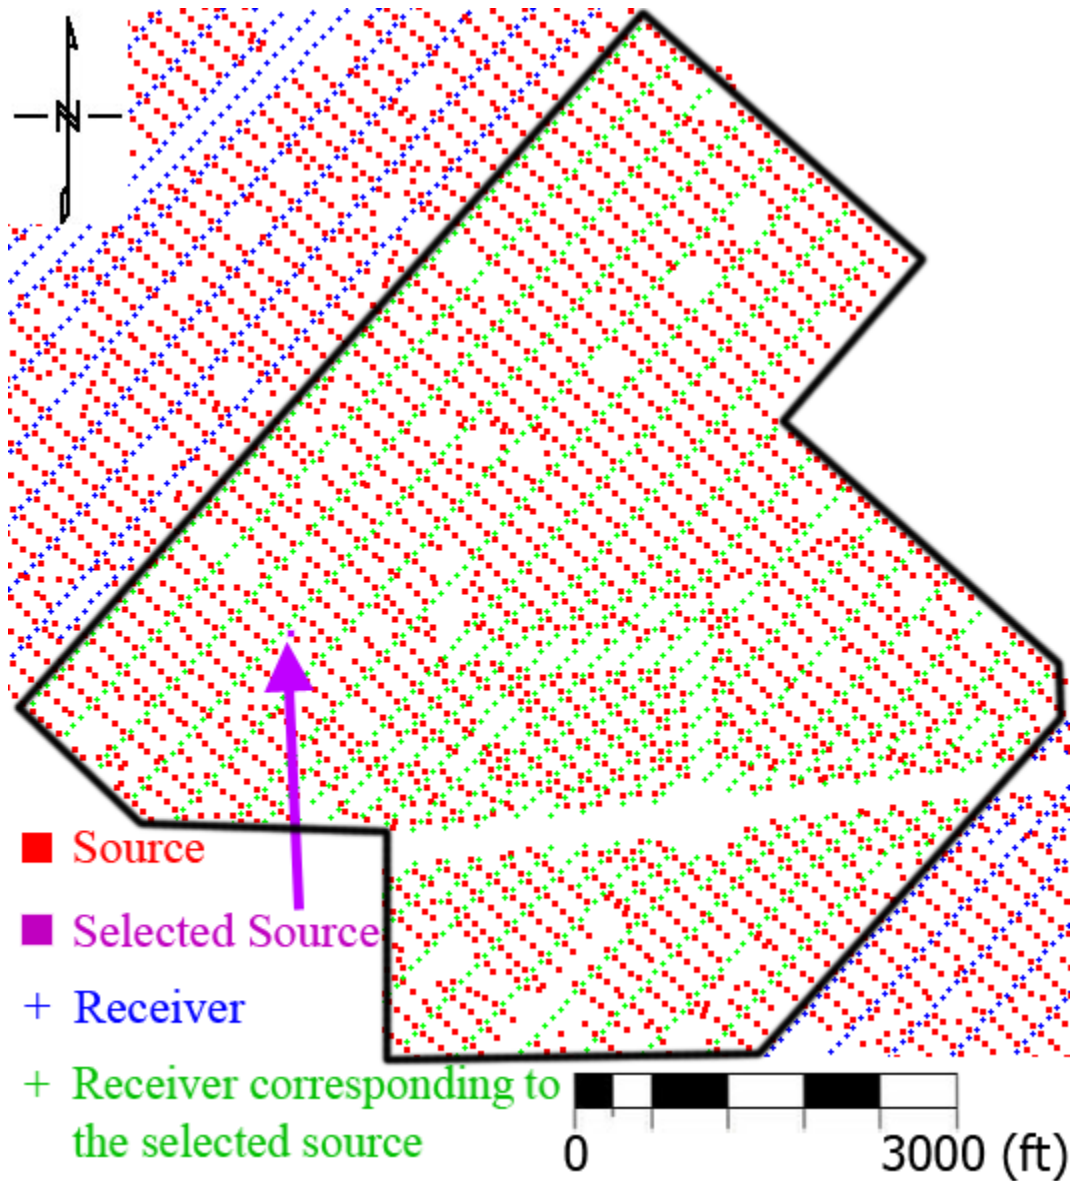 N
Source
Selected Source
Receiver
Receiver corresponding to
the selected source
0 3000 (ft)